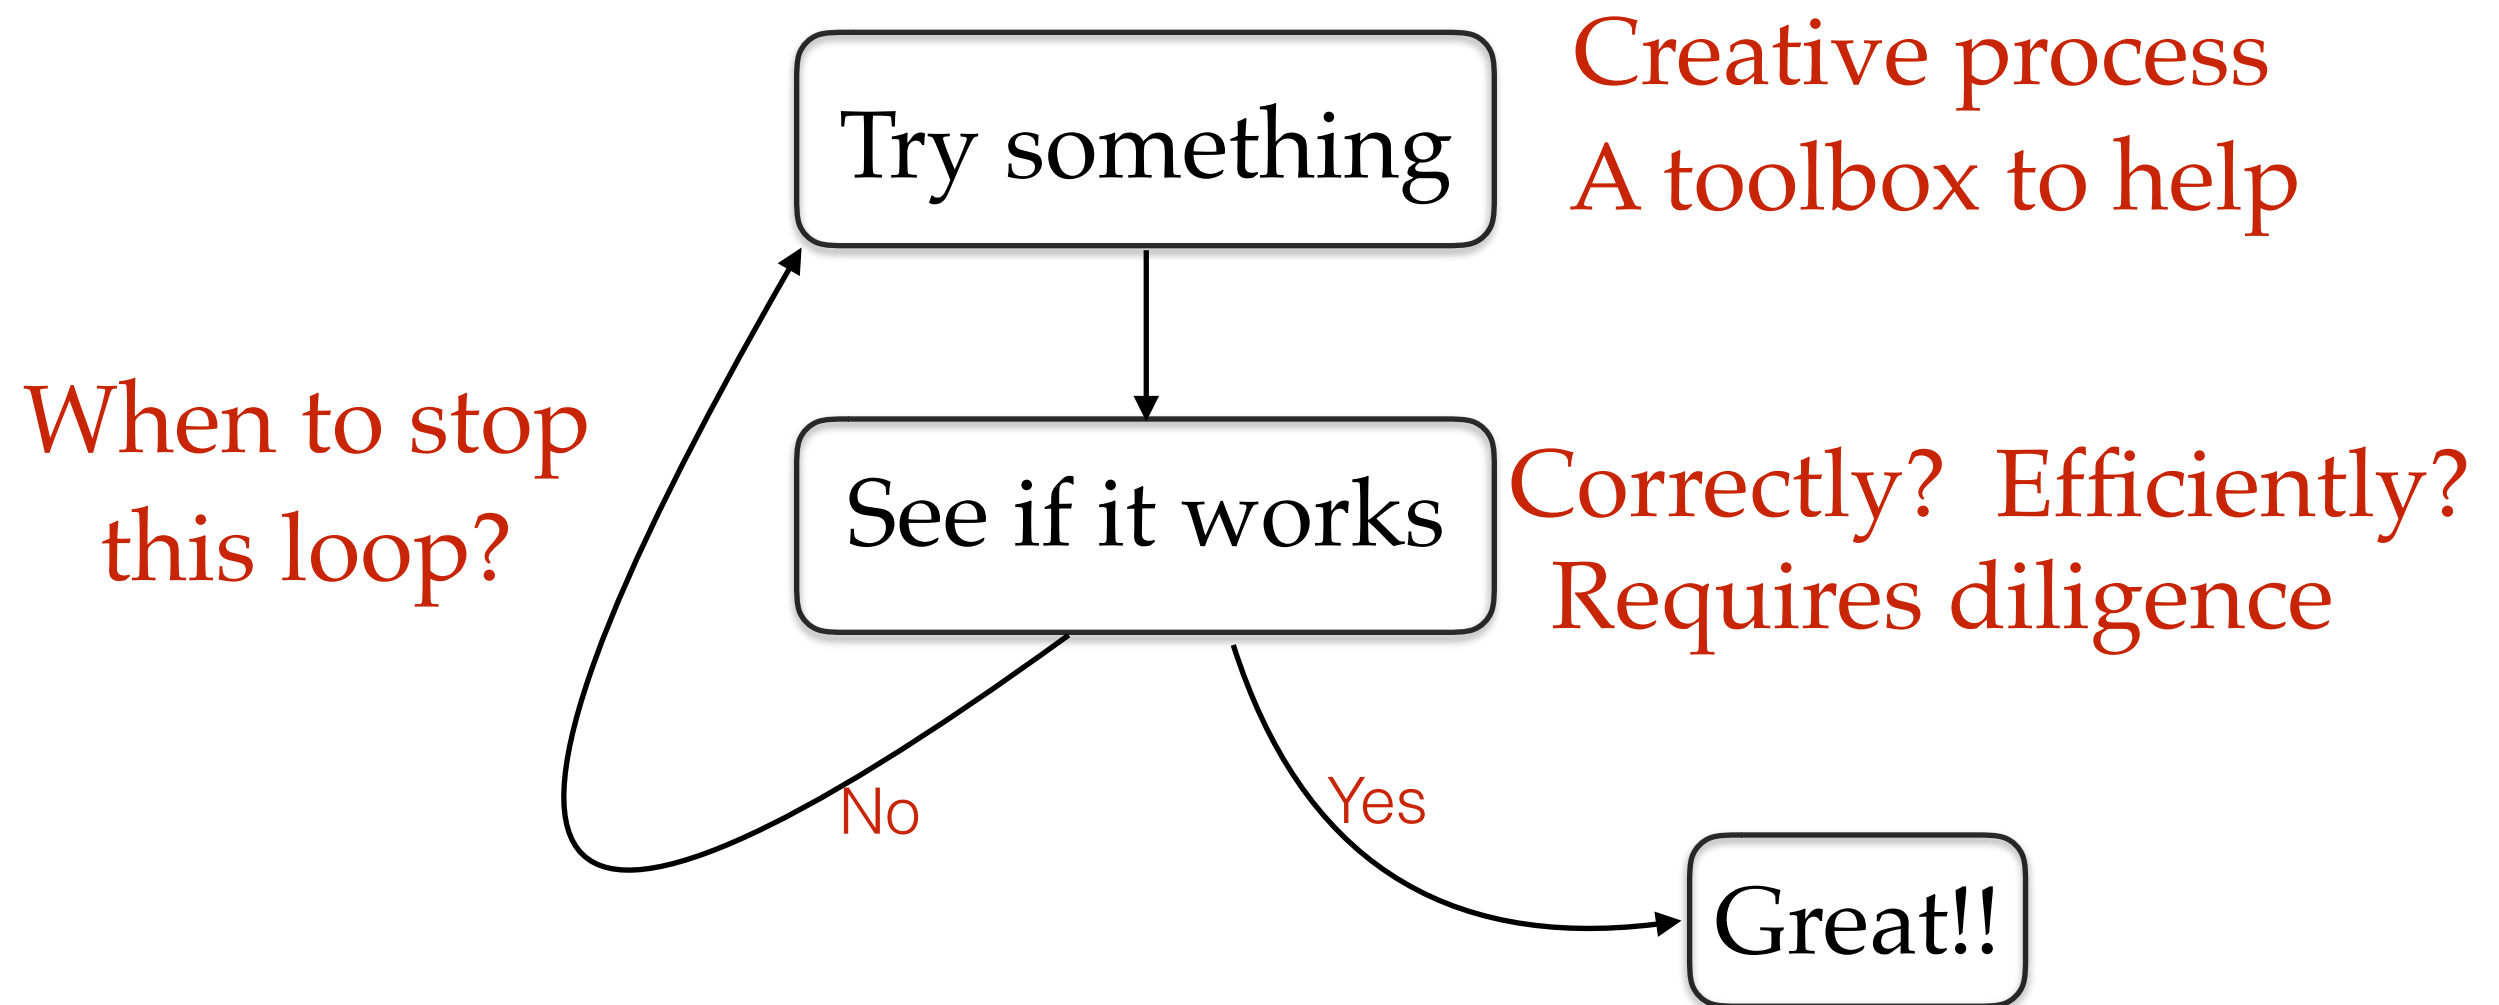 Creative process
A toolbox to help
Try something
When to stop
this loop?
See if it works
Correctly?  Efficiently?
Requires diligence
No
Yes
Great!!